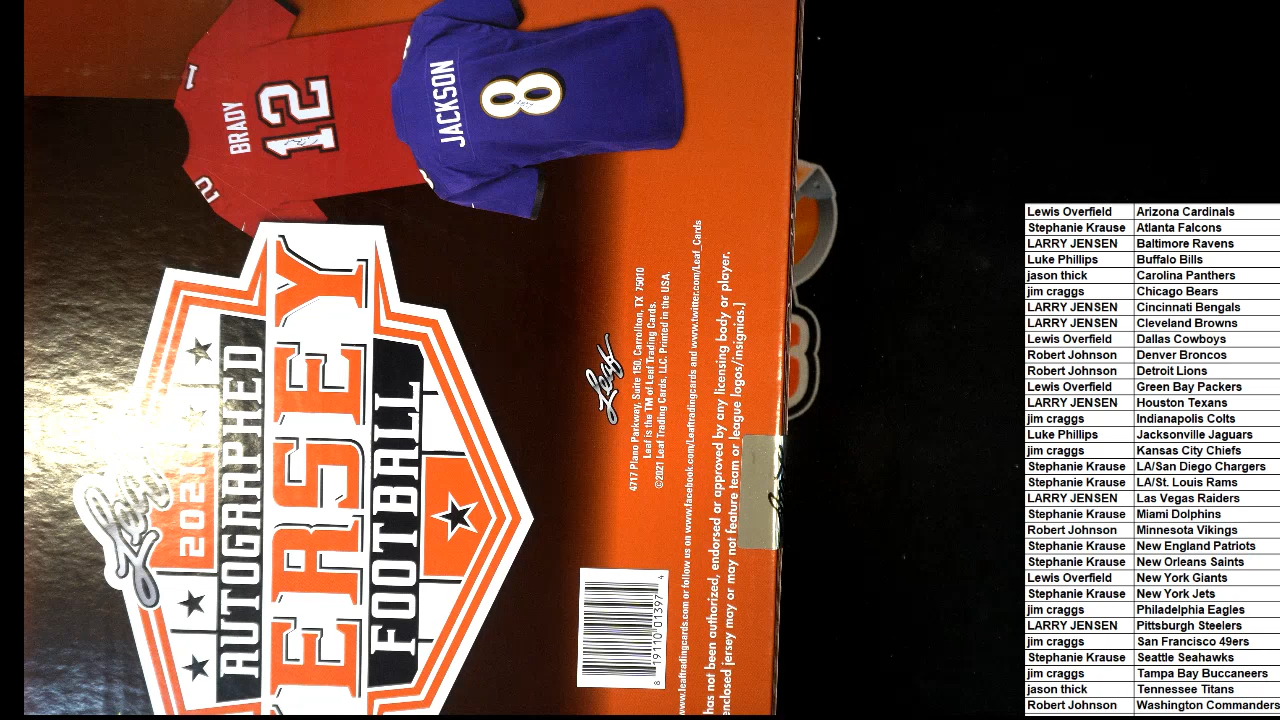 BRADY
12
1
2
JACKSON
8
Leaf
2021
AUTOGRAPHED
JERSEY
FOOTBALL
Leaf
4717 Plano Parkway, Suite 150, Carrollton, TX 75010
Leaf is the TM of Leaf Trading Cards.
©2021 Leaf Trading Cards, LLC. Printed in the USA.
www.leaftradingcards.com or follow us on www.facebook.com/Leaftradingcards and www.twitter.com/Leaf_Cards
has not been authorized, endorsed or approved by any licensing body or player.
enclosed jersey may or may not feature team or league logos/insignias.]
8 19110 01397 4
Lewis Overfield Arizona Cardinals
Stephanie Krause Atlanta Falcons
LARRY JENSEN Baltimore Ravens
Luke Phillips Buffalo Bills
jason thick Carolina Panthers
jim craggs Chicago Bears
LARRY JENSEN Cincinnati Bengals
LARRY JENSEN Cleveland Browns
Lewis Overfield Dallas Cowboys
Robert Johnson Denver Broncos
Robert Johnson Detroit Lions
Lewis Overfield Green Bay Packers
LARRY JENSEN Houston Texans
jim craggs Indianapolis Colts
Luke Phillips Jacksonville Jaguars
jim craggs Kansas City Chiefs
Stephanie Krause LA/San Diego Chargers
Stephanie Krause LA/St. Louis Rams
LARRY JENSEN Las Vegas Raiders
Stephanie Krause Miami Dolphins
Robert Johnson Minnesota Vikings
Stephanie Krause New England Patriots
Stephanie Krause New Orleans Saints
Lewis Overfield New York Giants
Stephanie Krause New York Jets
jim craggs Philadelphia Eagles
LARRY JENSEN Pittsburgh Steelers
jim craggs San Francisco 49ers
Stephanie Krause Seattle Seahawks
jim craggs Tampa Bay Buccaneers
jason thick Tennessee Titans
Robert Johnson Washington Commanders